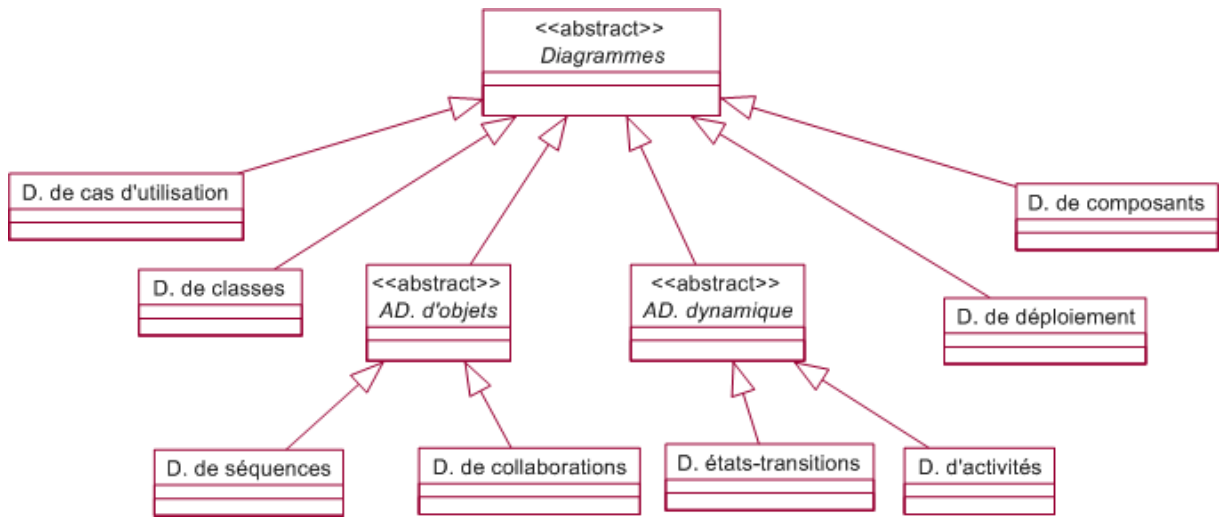 <<abstract>>
Diagrammes
D. de cas d'utilisation
D. de composants
D. de classes
<<abstract>>
AD. d'objets
<<abstract>>
AD. dynamique
D. de déploiement
D. de séquences
D. de collaborations
D. états-transitions
D. d'activités